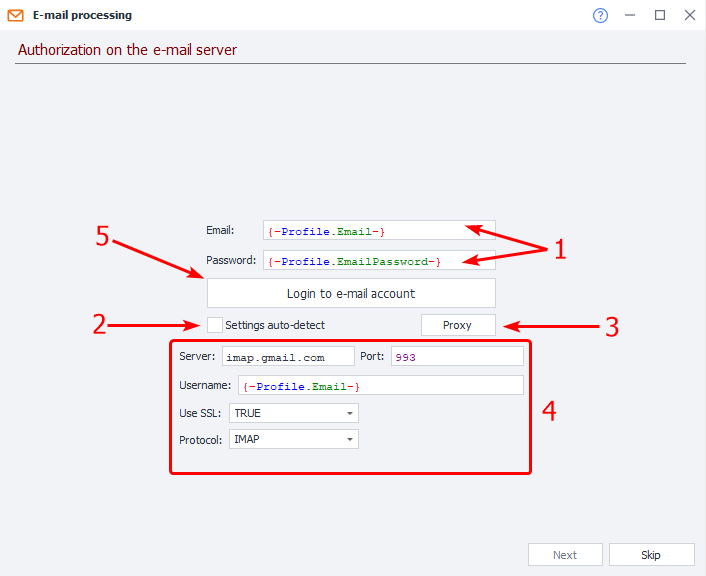 E-mail processing
Authorization on the e-mail server
Email: {-Profile.Email-}
5
1
Password: {-Profile.EmailPassword-}
Login to e-mail account
2 Settings auto-detect Proxy 3
Server: imap.gmail.com Port: 993
Username: {-Profile.Email-}
Use SSL: TRUE
4
Protocol: IMAP
Next Skip